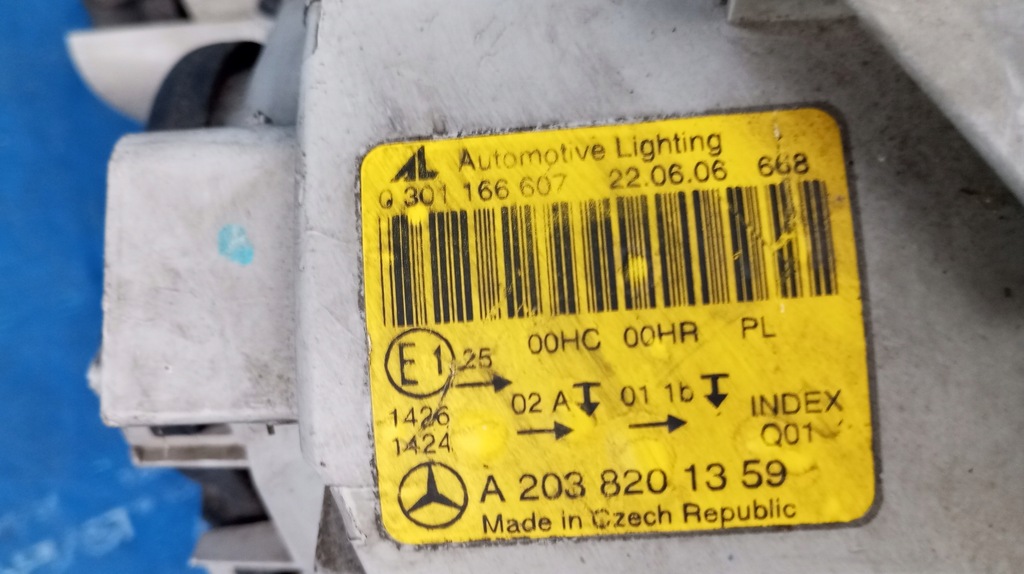 AL Automotive Lighting
Q 301 166 607 22.06.06 668
00HC 00HR PL
E1 25
02 A 01 1b
1426
INDEX
1424
Q01
A 203 820 13 59
Made in Czech Republic